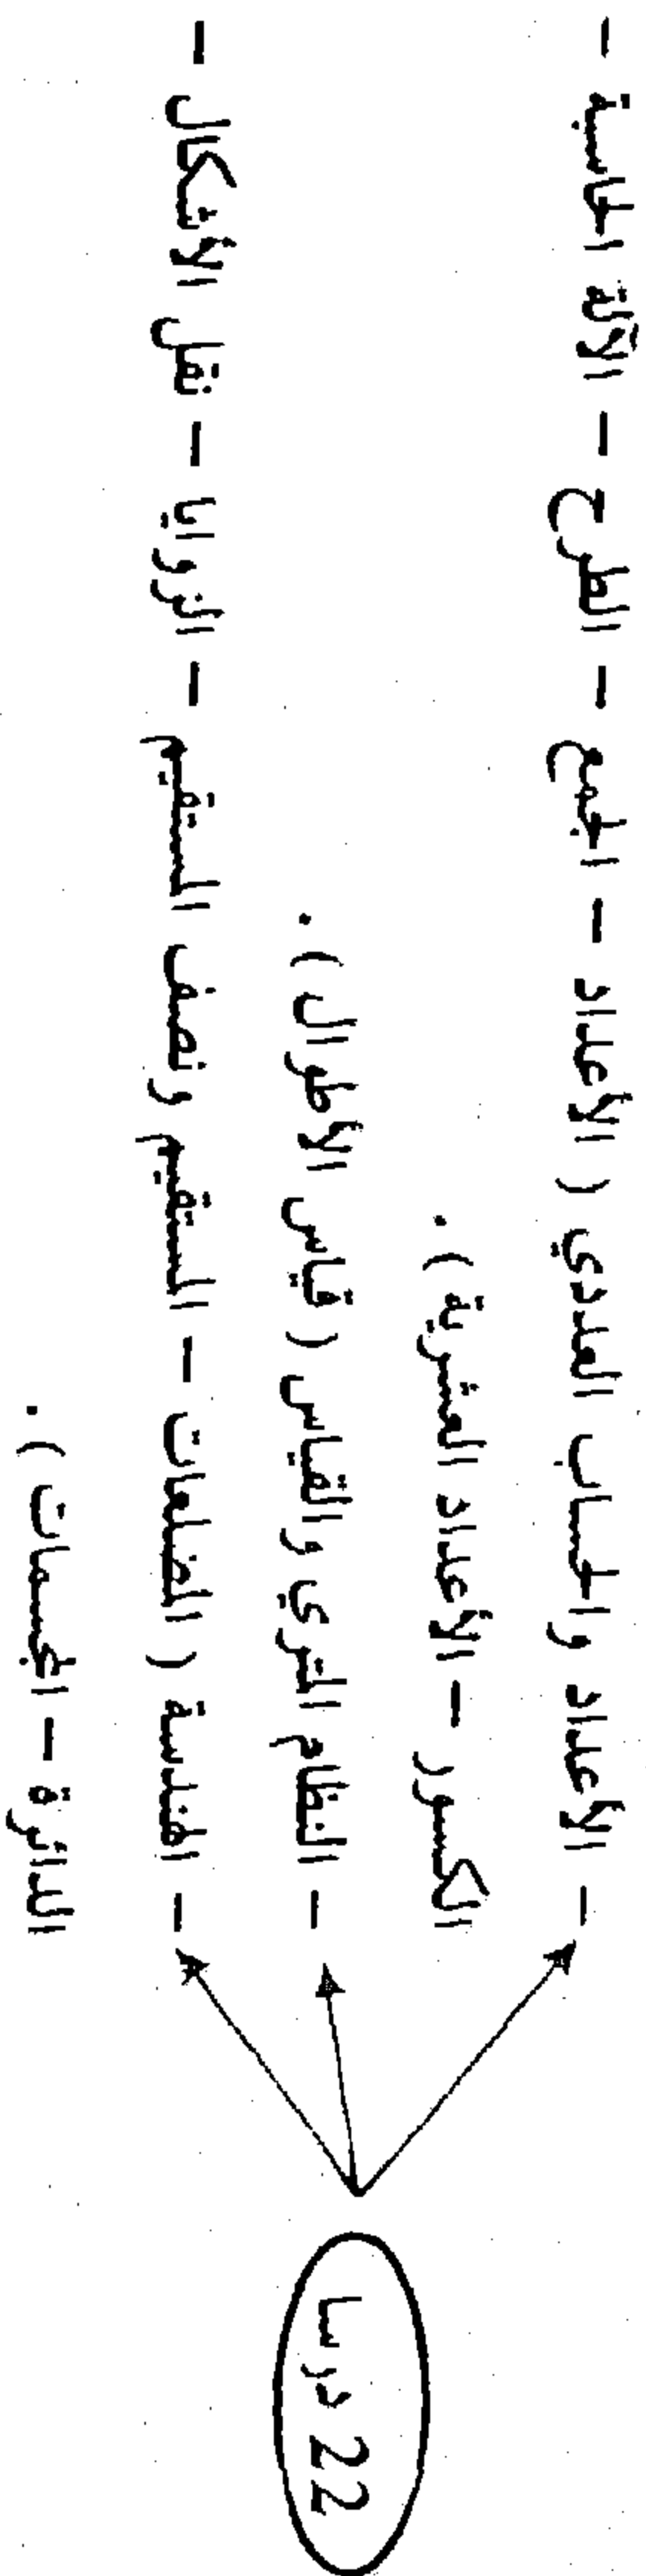 22 درسا
- الأعداد والحساب العددي ( الأعداد - الجمع - الطرح - الآلة الحاسبة -
الكسور - الأعداد العشرية ) .
- النظام المتري والقياس ( قياس الأطوال ) .
- الهندسة ( المضلعات - المستقيم ونصف المستقيم - الزوايا - نقل الأشكال -
الدائرة - المجسمات ) .